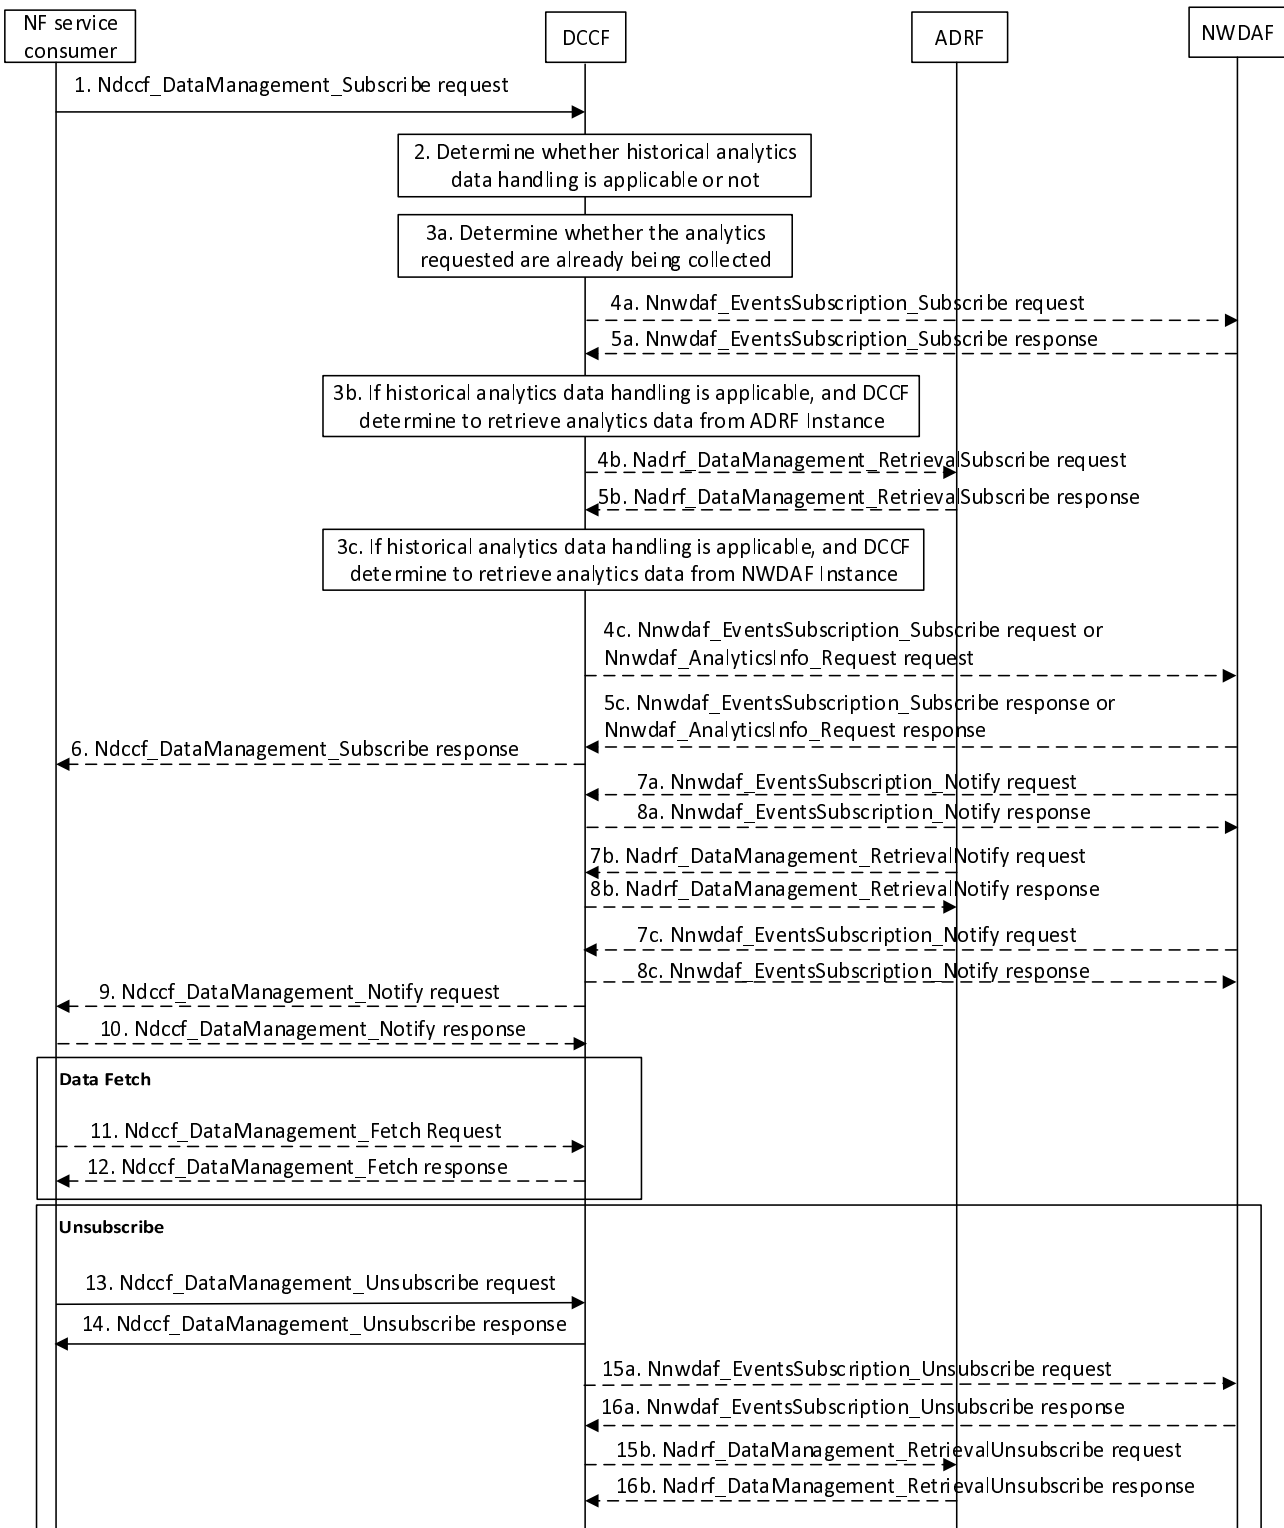 NF service
consumer
DCCF
ADRF
NWDAF
1. Ndccf_DataManagement_Subscribe request
2. Determine whether historical analytics
data handling is applicable or not
3a. Determine whether the analytics
requested are already being collected
4a. Nnwdaf_EventsSubscription_Subscribe request
5a. Nnwdaf_EventsSubscription_Subscribe response
3b. If historical analytics data handling is applicable, and DCCF
determine to retrieve analytics data from ADRF Instance
4b. Nadrf_DataManagement_RetrievalSubscribe request
5b. Nadrf_DataManagement_RetrievalSubscribe response
3c. If historical analytics data handling is applicable, and DCCF
determine to retrieve analytics data from NWDAF Instance
4c. Nnwdaf_EventsSubscription_Subscribe request or
Nnwdaf_AnalyticsInfo_Request request
5c. Nnwdaf_EventsSubscription_Subscribe response or
Nnwdaf_AnalyticsInfo_Request response
6. Ndccf_DataManagement_Subscribe response
7a. Nnwdaf_EventsSubscription_Notify request
8a. Nnwdaf_EventsSubscription_Notify response
7b. Nadrf_DataManagement_RetrievalNotify request
8b. Nadrf_DataManagement_RetrievalNotify response
7c. Nnwdaf_EventsSubscription_Notify request
8c. Nnwdaf_EventsSubscription_Notify response
9. Ndccf_DataManagement_Notify request
10. Ndccf_DataManagement_Notify response
Data Fetch
11. Ndccf_DataManagement_Fetch Request
12. Ndccf_DataManagement_Fetch response
Unsubscribe
13. Ndccf_DataManagement_Unsubscribe request
14. Ndccf_DataManagement_Unsubscribe response
15a. Nnwdaf_EventsSubscription_Unsubscribe request
16a. Nnwdaf_EventsSubscription_Unsubscribe response
15b. Nadrf_DataManagement_RetrievalUnsubscribe request
16b. Nadrf_DataManagement_RetrievalUnsubscribe response